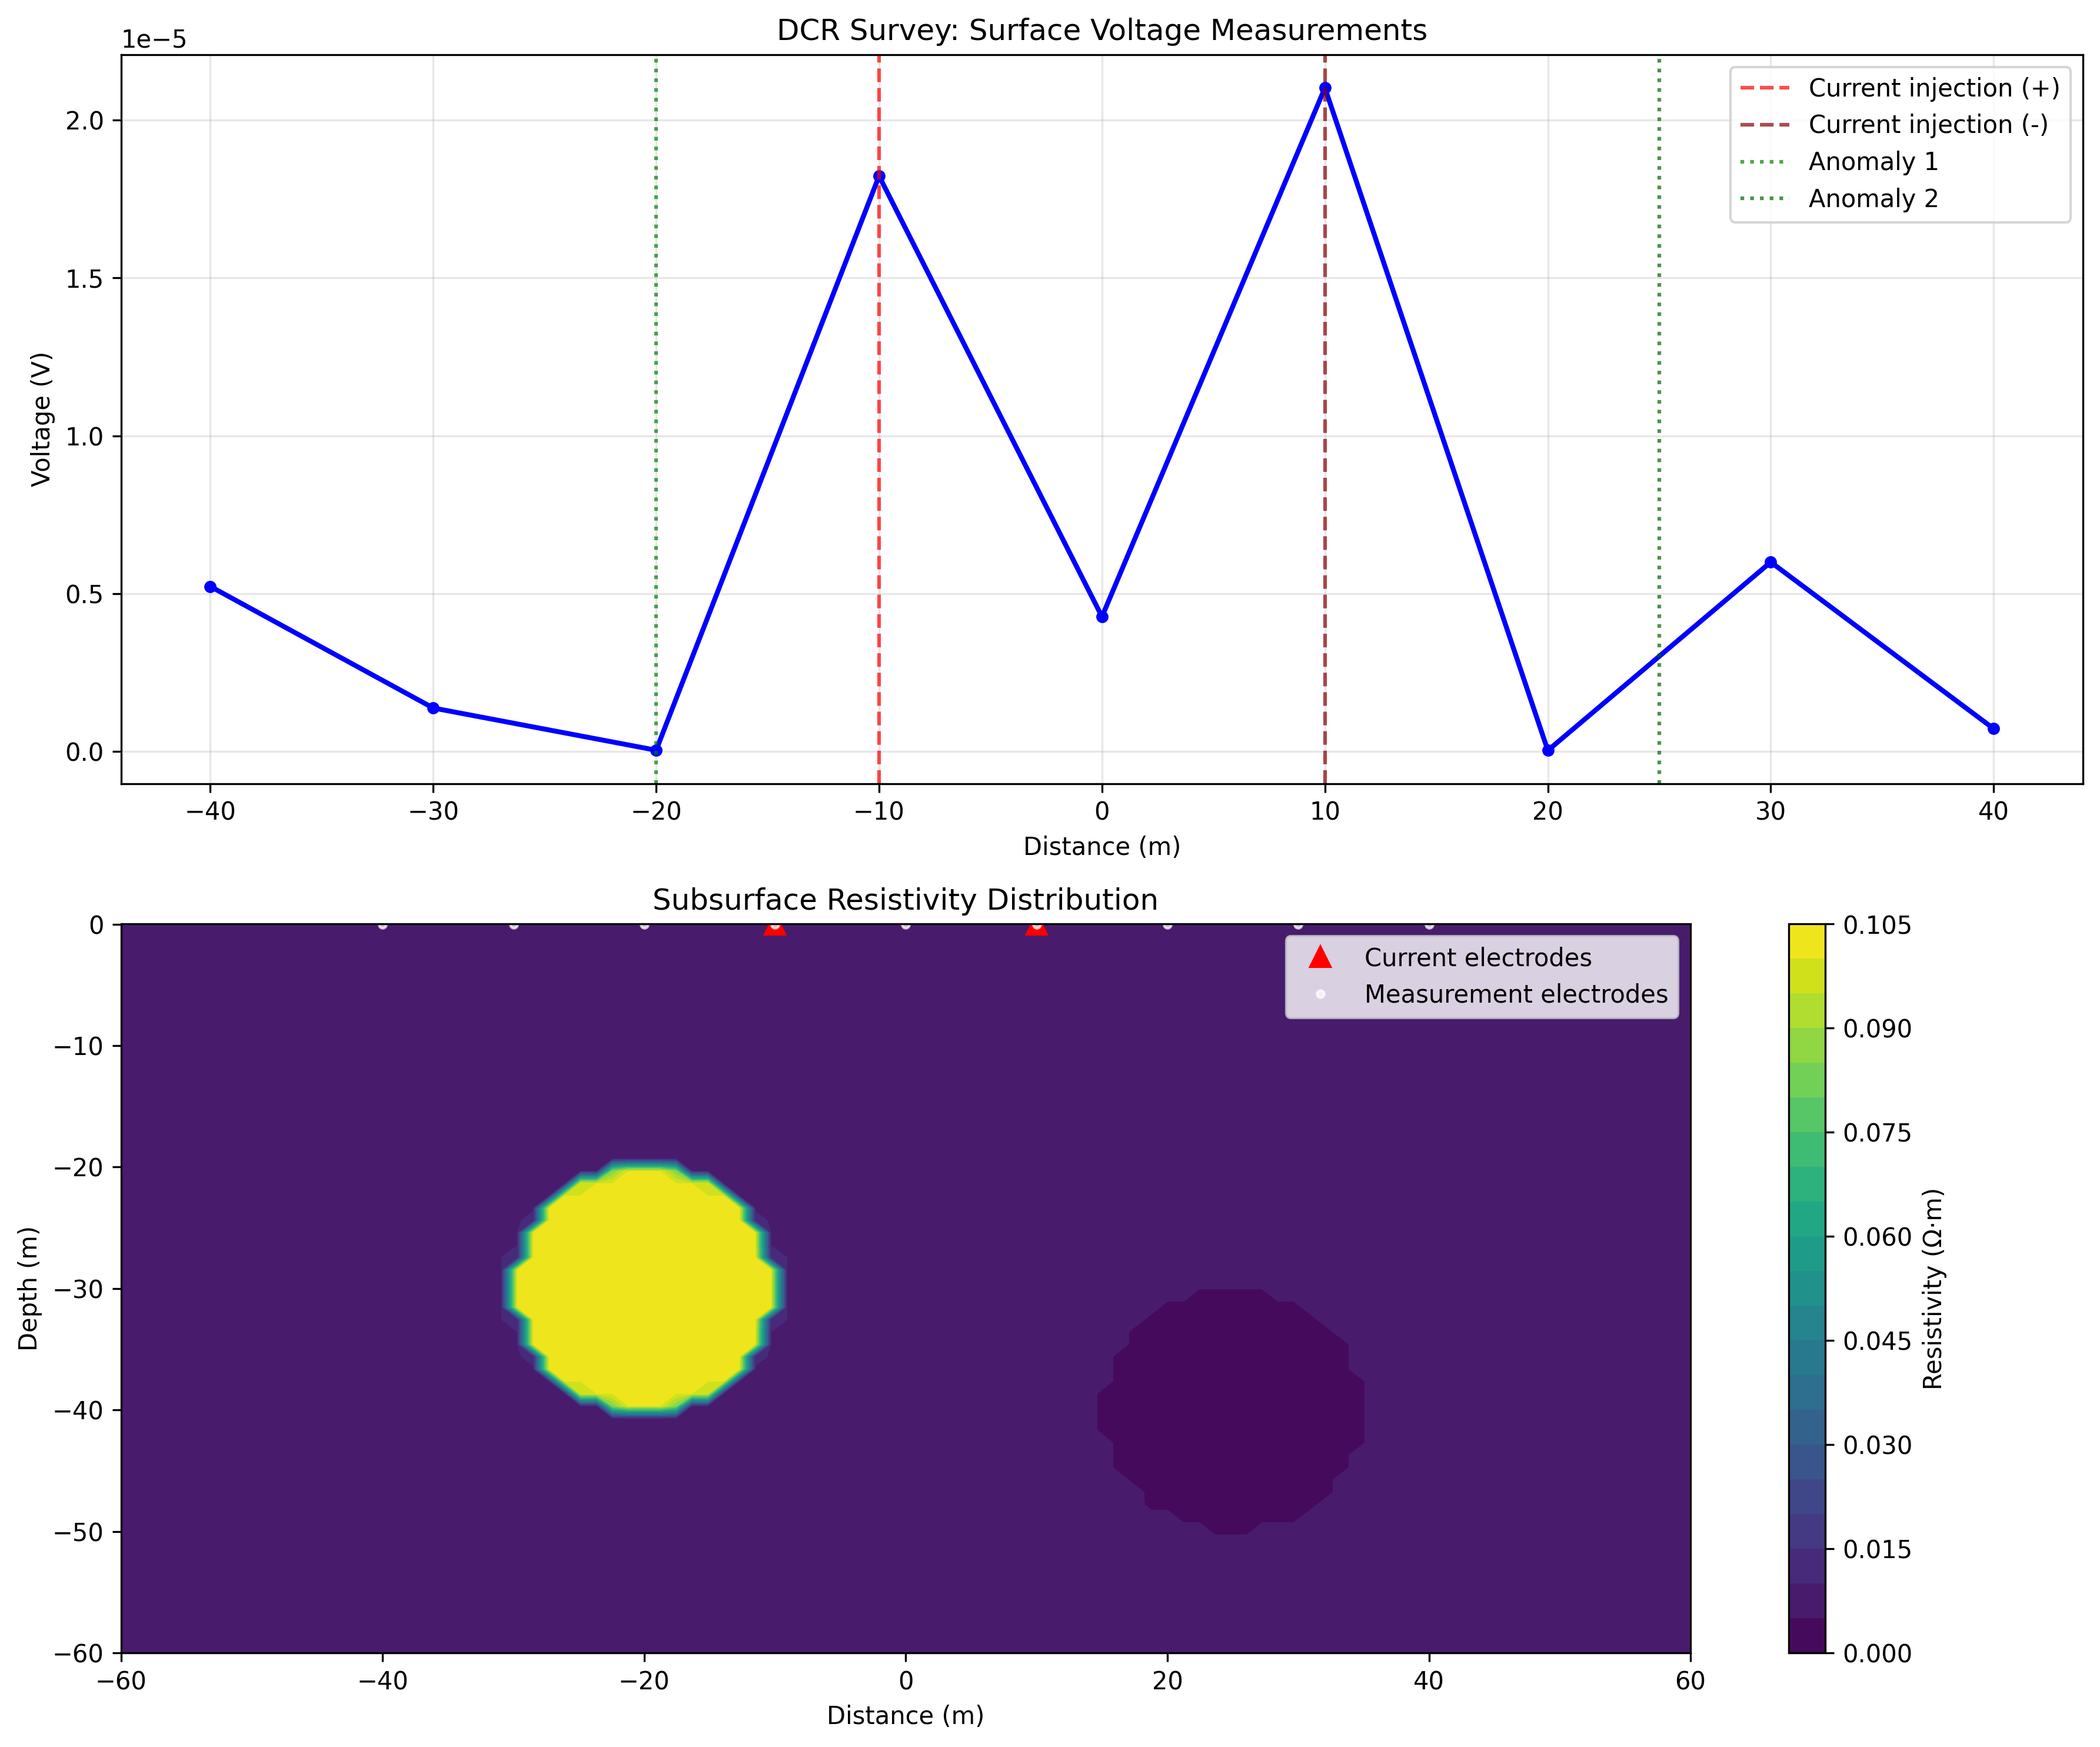 DCR Survey: Surface Voltage Measurements
1e−5
Current injection (+)
Current injection (-)
Anomaly 1
Anomaly 2
2.0
1.5
1.0
0.5
0.0
Voltage (V)
−40 −30 −20 −10 0 10 20 30 40
Distance (m)
Subsurface Resistivity Distribution
Current electrodes
Measurement electrodes
0
−10
−20
−30
−40
−50
−60
Depth (m)
−60 −40 −20 0 20 40 60
Distance (m)
0.105
0.090
0.075
0.060
0.045
0.030
0.015
0.000
Resistivity (Ω·m)